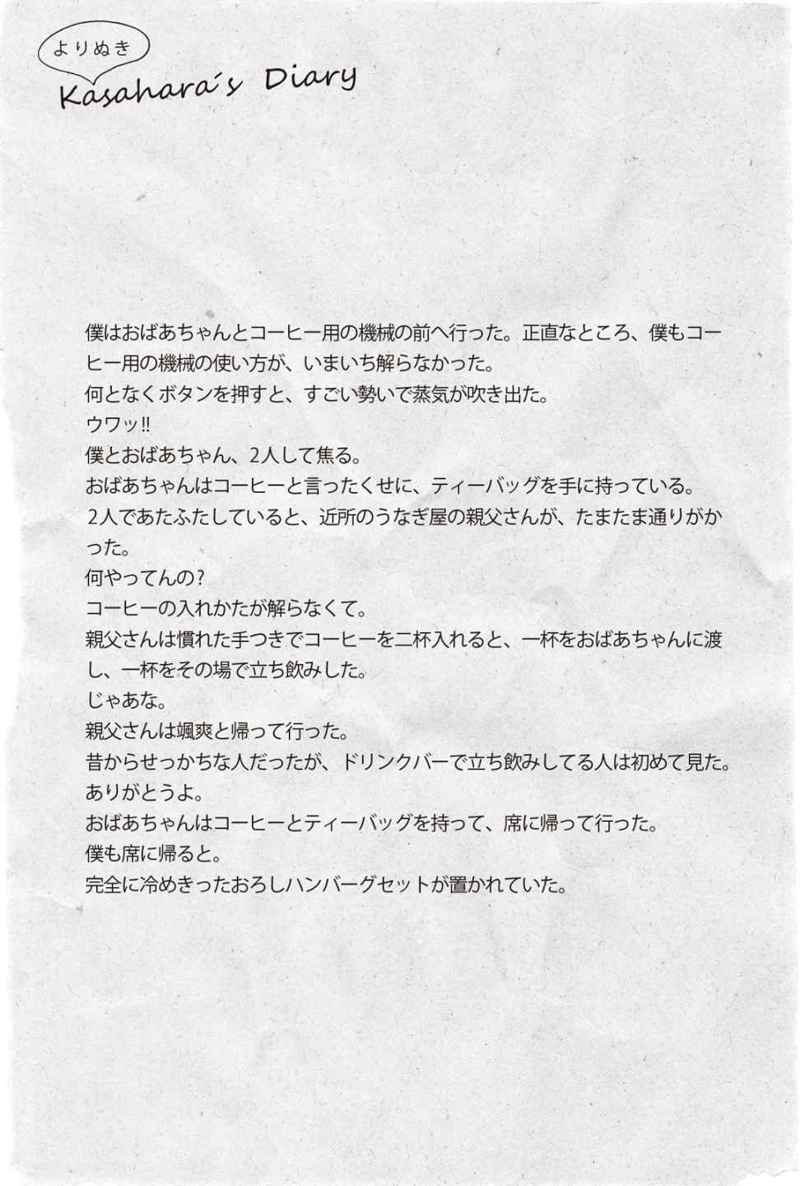 よりぬき
Kasahara´s Diary
僕はおばあちゃんとコーヒー用の機械の前へ行った。正直なところ、僕もコー
ヒー用の機械の使い方が、いまいち解らなかった。
何となくボタンを押すと、すごい勢いで蒸気が吹き出た。
ウワッ!!
僕とおばあちゃん、2人して焦る。
おばあちゃんはコーヒーと言ったくせに、ティーバッグを手に持っている。
2人であたふたしていると、近所のうなぎ屋の親父さんが、たまたま通りがか
った。
何やってんの?
コーヒーの入れかたが解らなくて。
親父さんは慣れた手つきでコーヒーを二杯入れると、一杯をおばあちゃんに渡
し、一杯をその場で立ち飲みした。
じゃあな。
親父さんは颯爽と帰って行った。
昔からせっかちな人だったが、ドリンクバーで立ち飲みしてる人は初めて見た。
ありがとうよ。
おばあちゃんはコーヒーとティーバッグを持って、席に帰って行った。
僕も席に帰ると。
完全に冷めきったおろしハンバーグセットが置かれていた。